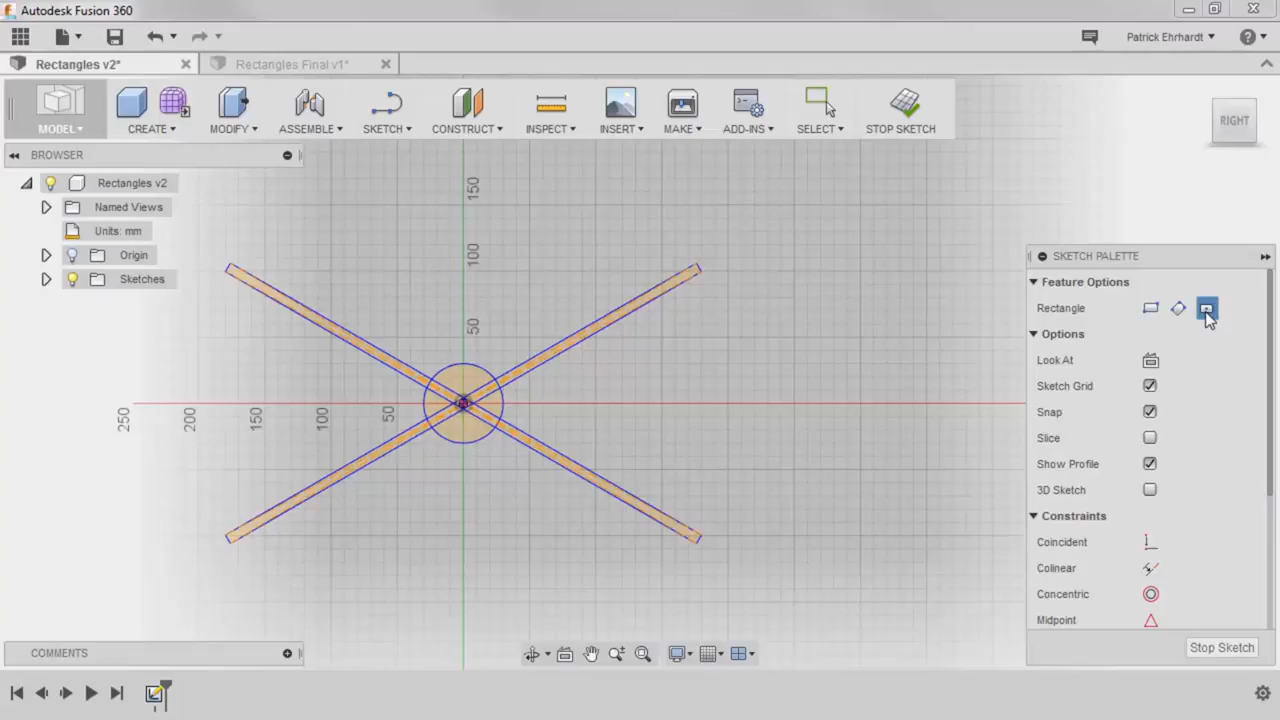 Autodesk Fusion 360
Patrick Ehrhardt
Rectangles v2*
Rectangles Final v1*
MODEL
CREATE
MODIFY
ASSEMBLE
SKETCH
CONSTRUCT
INSPECT
INSERT
MAKE
ADD-INS
SELECT
STOP SKETCH
RIGHT
BROWSER
Rectangles v2
Named Views
Units: mm
Origin
Sketches
150
100
50
250
200
150
100
50
SKETCH PALETTE
Feature Options
Rectangle
Options
Look At
Sketch Grid
Snap
Slice
Show Profile
3D Sketch
Constraints
Coincident
Colinear
Concentric
Midpoint
Stop Sketch
COMMENTS